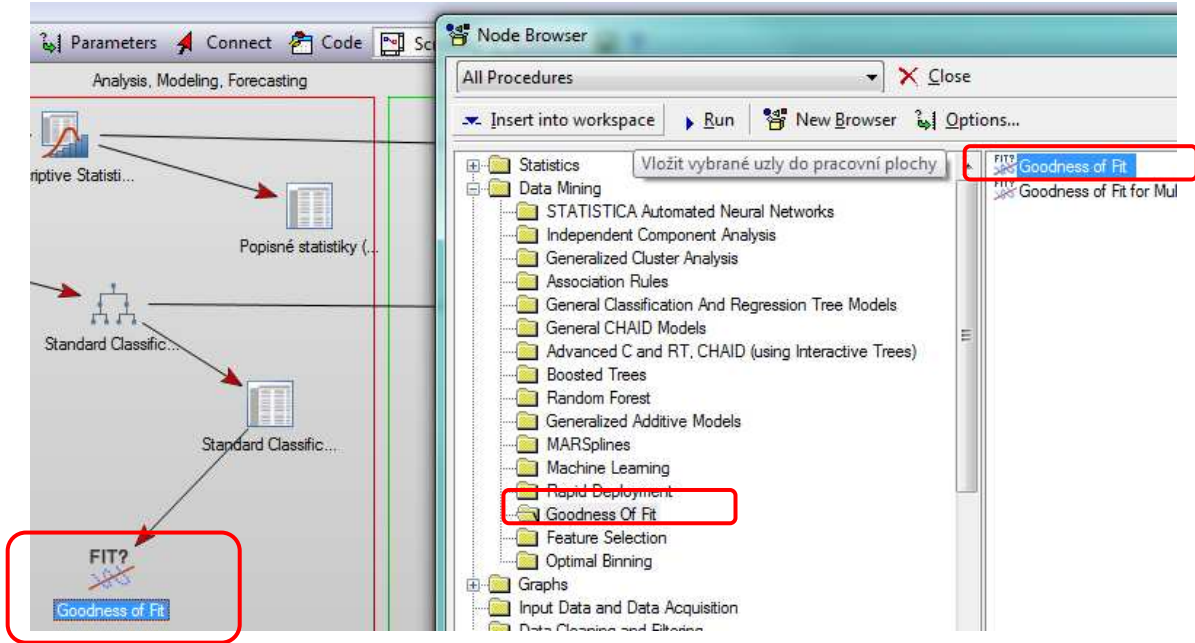 Parameters Connect Code
Analysis, Modeling, Forecasting
riptive Statisti...
Popisné statistiky (...
Standard Classific...
Standard Classific...
FIT?
Goodness of Fit
Node Browser
All Procedures
Close
Insert into workspace Run New Browser Options...
Vložit vybrané uzly do pracovní plochy
Statistics
Data Mining
STATISTICA Automated Neural Networks
Independent Component Analysis
Generalized Cluster Analysis
Association Rules
General Classification And Regression Tree Models
General CHAID Models
Advanced C and RT, CHAID (using Interactive Trees)
Boosted Trees
Random Forest
Generalized Additive Models
MARSplines
Machine Learning
Rapid Deployment
Goodness Of Fit
Feature Selection
Optimal Binning
Graphs
Input Data and Data Acquisition
Data Cleaning and Filtering
FIT? Goodness of Fit
FIT? Goodness of Fit for Mul